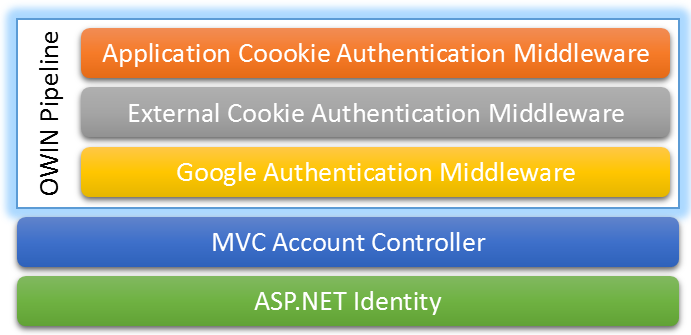 OWIN Pipeline
Application Coookie Authentication Middleware
External Cookie Authentication Middleware
Google Authentication Middleware
MVC Account Controller
ASP.NET Identity